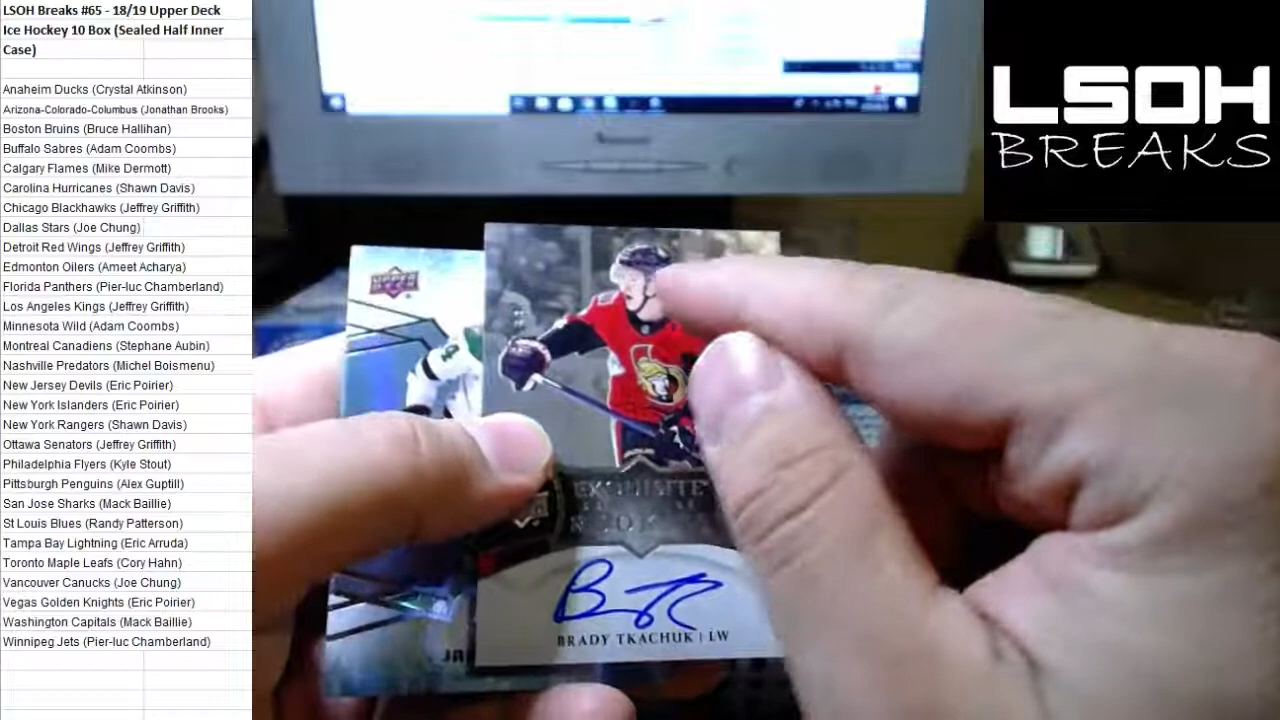 LSOH Breaks #65 - 18/19 Upper Deck
Ice Hockey 10 Box (Sealed Half Inner
Case)
Anaheim Ducks (Crystal Atkinson)
Arizona-Colorado-Columbus (Jonathan Brooks)
Boston Bruins (Bruce Hallihan)
Buffalo Sabres (Adam Coombs)
Calgary Flames (Mike Dermott)
Carolina Hurricanes (Shawn Davis)
Chicago Blackhawks (Jeffrey Griffith)
Dallas Stars (Joe Chung)
Detroit Red Wings (Jeffrey Griffith)
Edmonton Oilers (Ameet Acharya)
Florida Panthers (Pier-luc Chamberland)
Los Angeles Kings (Jeffrey Griffith)
Minnesota Wild (Adam Coombs)
Montreal Canadiens (Stephane Aubin)
Nashville Predators (Michel Boismenu)
New Jersey Devils (Eric Poirier)
New York Islanders (Eric Poirier)
New York Rangers (Shawn Davis)
Ottawa Senators (Jeffrey Griffith)
Philadelphia Flyers (Kyle Stout)
Pittsburgh Penguins (Alex Guptill)
San Jose Sharks (Mack Baillie)
St Louis Blues (Randy Patterson)
Tampa Bay Lightning (Eric Arruda)
Toronto Maple Leafs (Cory Hahn)
Vancouver Canucks (Joe Chung)
Vegas Golden Knights (Eric Poirier)
Washington Capitals (Mack Baillie)
Winnipeg Jets (Pier-luc Chamberland)
LSOH
BREAKS
UPPER
DECK
EXQUISITE
BRADY TKACHUK | LW